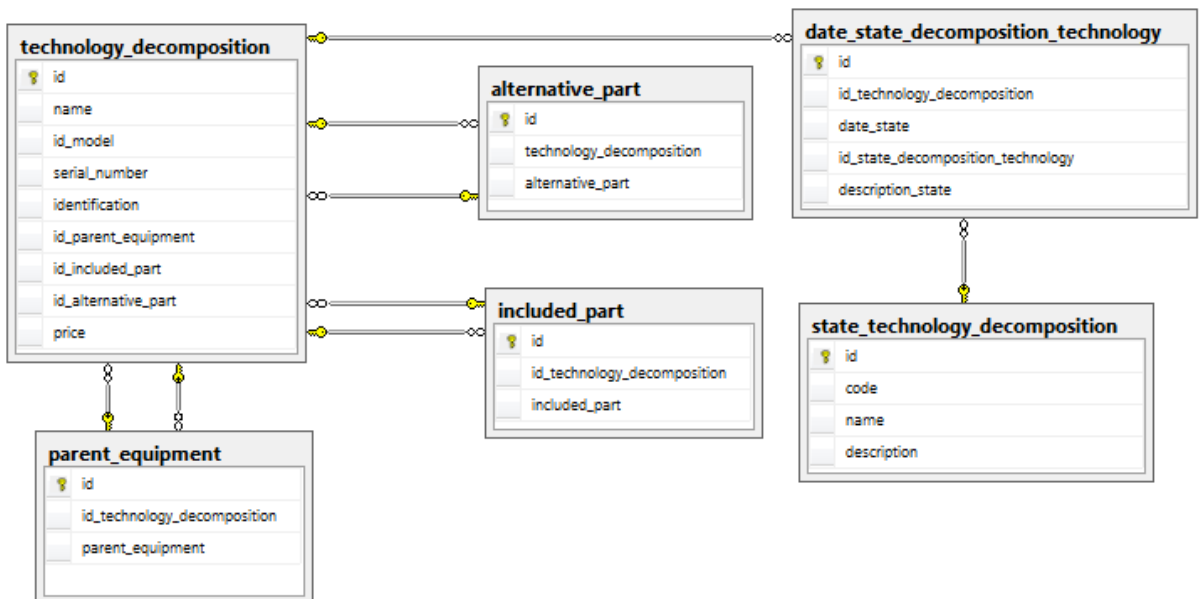 technology_decomposition
id
name
id_model
serial_number
identification
id_parent_equipment
id_included_part
id_alternative_part
price
alternative_part
id
technology_decomposition
alternative_part
date_state_decomposition_technology
id
id_technology_decomposition
date_state
id_state_decomposition_technology
description_state
included_part
id
id_technology_decomposition
included_part
state_technology_decomposition
id
code
name
description
parent_equipment
id
id_technology_decomposition
parent_equipment